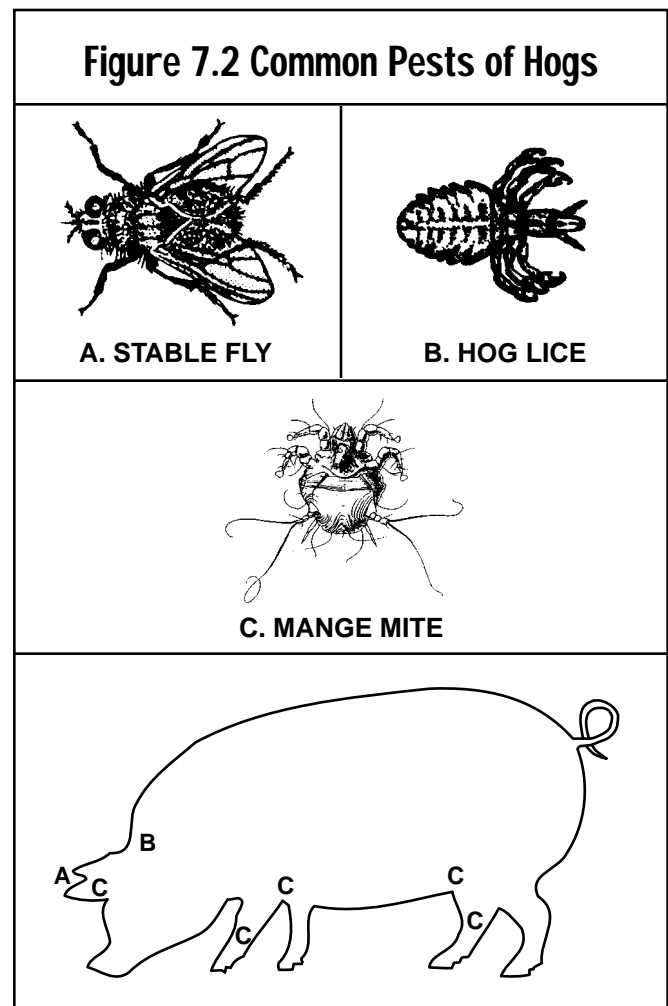 Figure 7.2 Common Pests of Hogs
A. STABLE FLY
B. HOG LICE
C. MANGE MITE
B
A
C
C
C
C
C